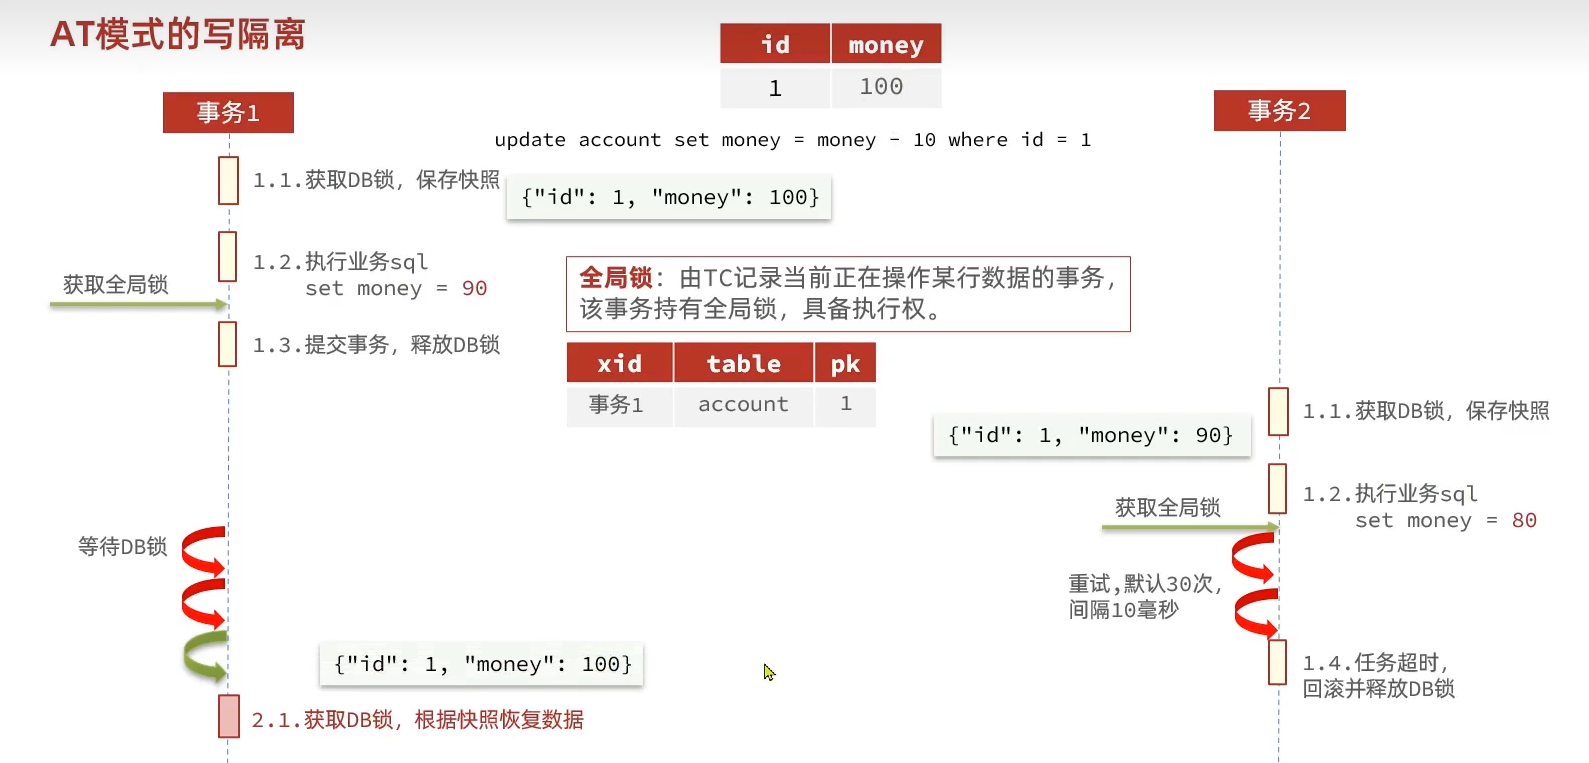 AT模式的写隔离
id money
1 100
update account set money = money - 10 where id = 1
事务1
1.1.获取DB锁，保存快照
{"id": 1, "money": 100}
1.2.执行业务sql
set money = 90
获取全局锁
1.3.提交事务，释放DB锁
全局锁：由TC记录当前正在操作某行数据的事务，
该事务持有全局锁，具备执行权。
xid table pk
事务1 account 1
等待DB锁
{"id": 1, "money": 100}
2.1.获取DB锁，根据快照恢复数据
事务2
1.1.获取DB锁，保存快照
{"id": 1, "money": 90}
1.2.执行业务sql
set money = 80
获取全局锁
重试,默认30次，
间隔10毫秒
1.4.任务超时，
回滚并释放DB锁